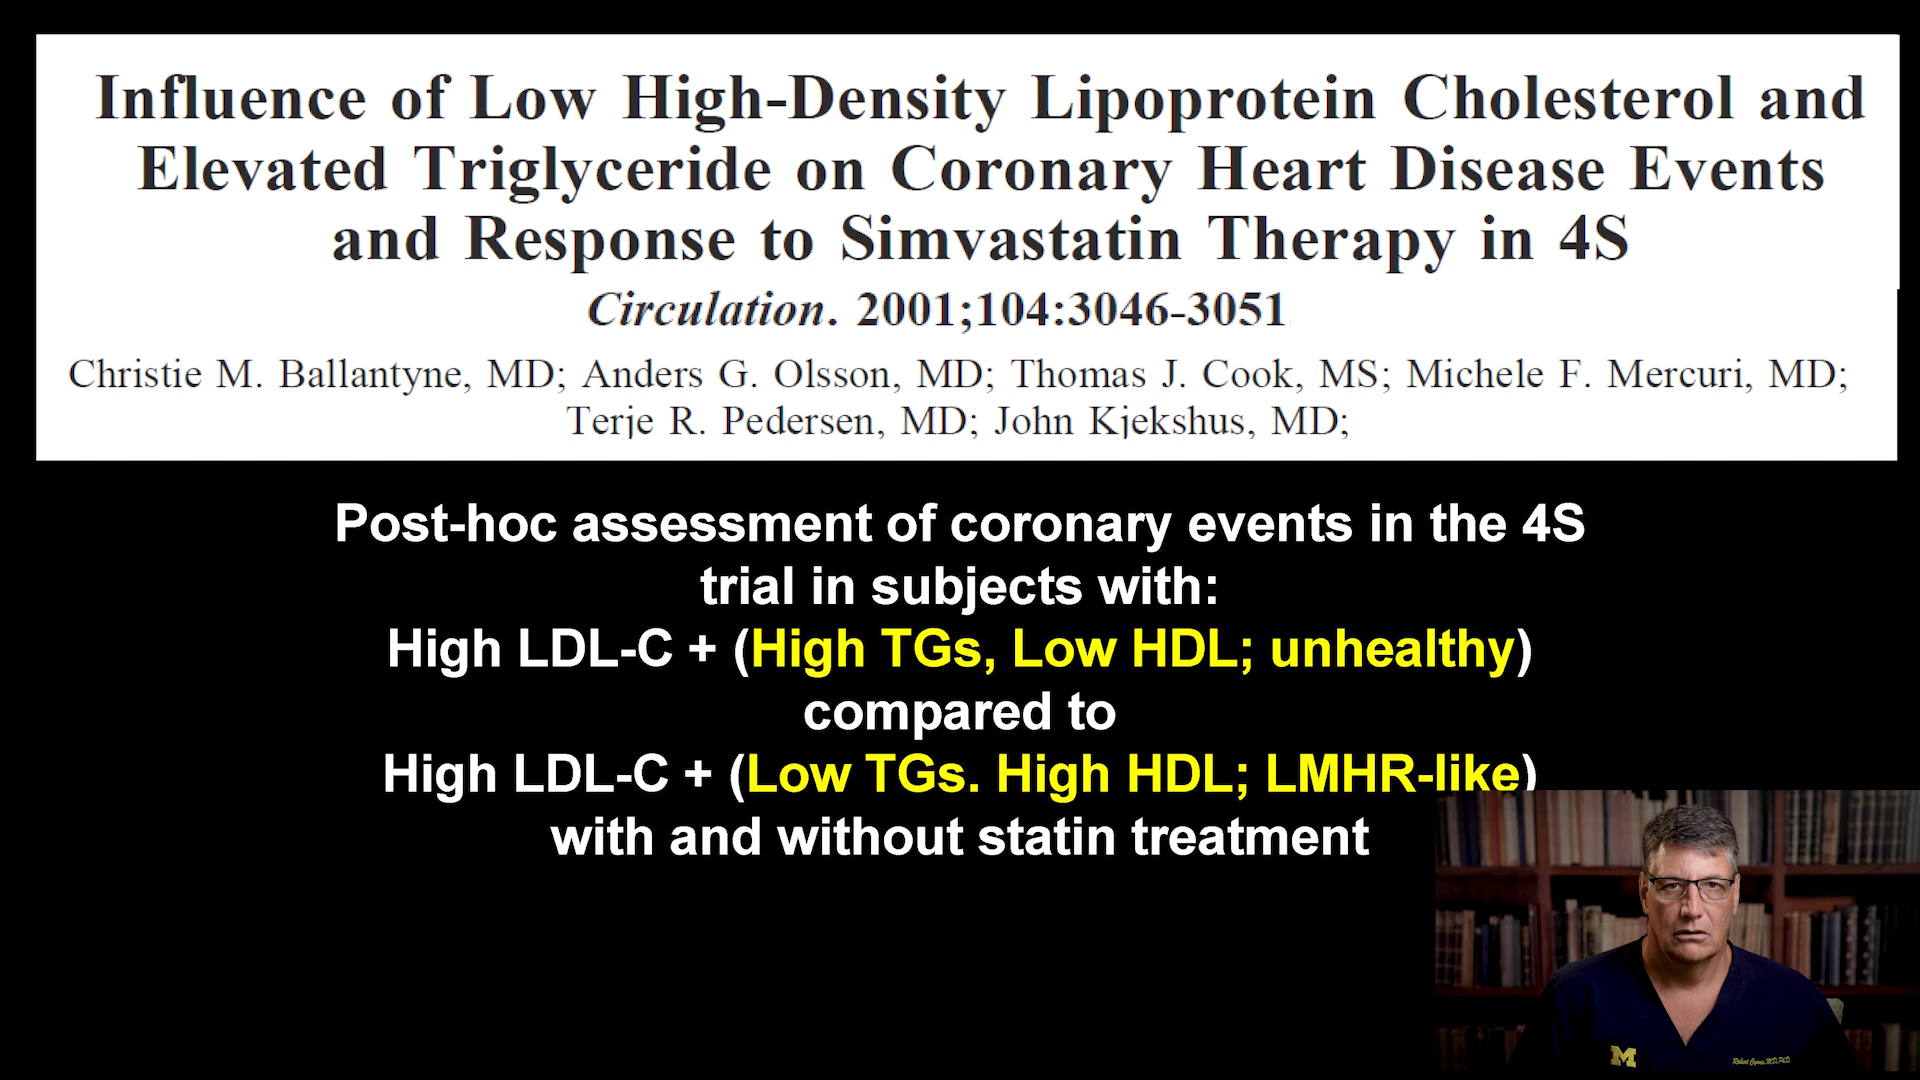 Influence of Low High-Density Lipoprotein Cholesterol and
Elevated Triglyceride on Coronary Heart Disease Events
and Response to Simvastatin Therapy in 4S
Circulation. 2001;104:3046-3051
Christie M. Ballantyne, MD; Anders G. Olsson, MD; Thomas J. Cook, MS; Michele F. Mercuri, MD;
Terje R. Pedersen, MD; John Kjekshus, MD;
Post-hoc assessment of coronary events in the 4S
trial in subjects with:
High LDL-C + (High TGs, Low HDL; unhealthy)
compared to
High LDL-C + (Low TGs. High HDL; LMHR-like)
with and without statin treatment
M